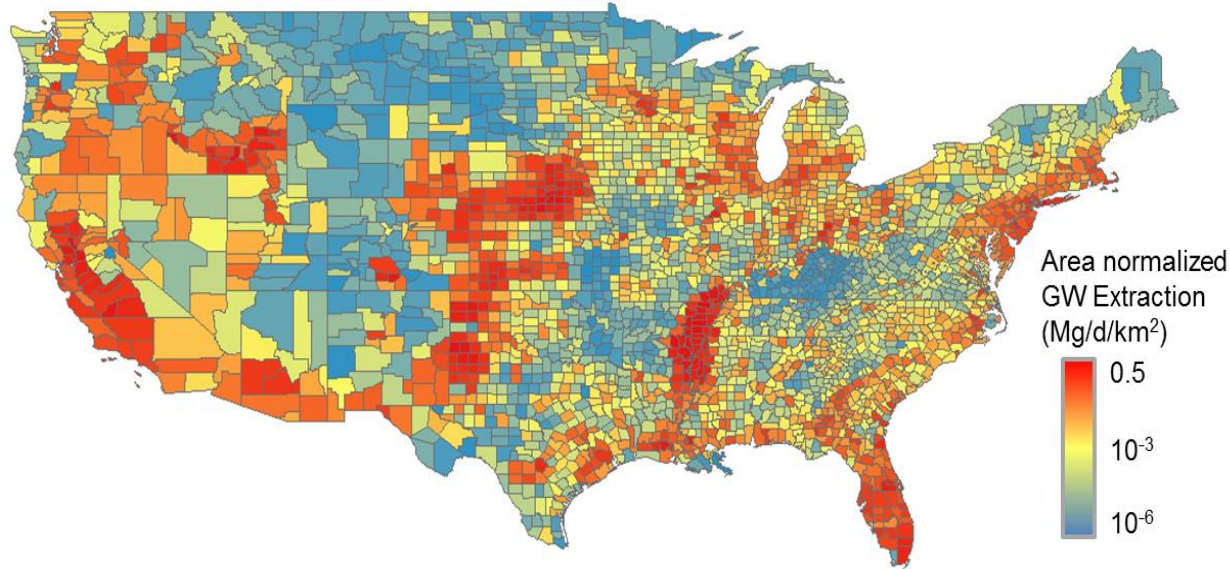 Area normalized
GW Extraction
(Mg/d/km²)
0.5
10⁻³
10⁻⁶